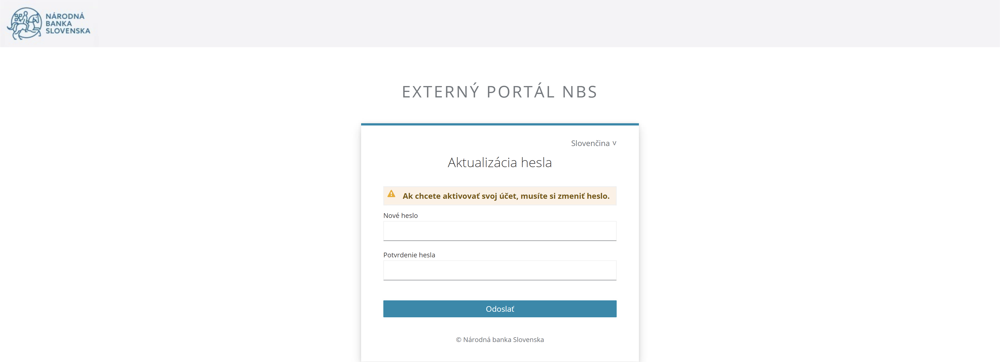 NÁRODNÁ
BANKA
SLOVENSKA
EXTERNÝ PORTÁL NBS
Slovenčina v
Aktualizácia hesla
Ak chcete aktivovať svoj účet, musíte si zmeniť heslo.
Nové heslo
Potvrdenie hesla
Odoslať
© Národná banka Slovenska